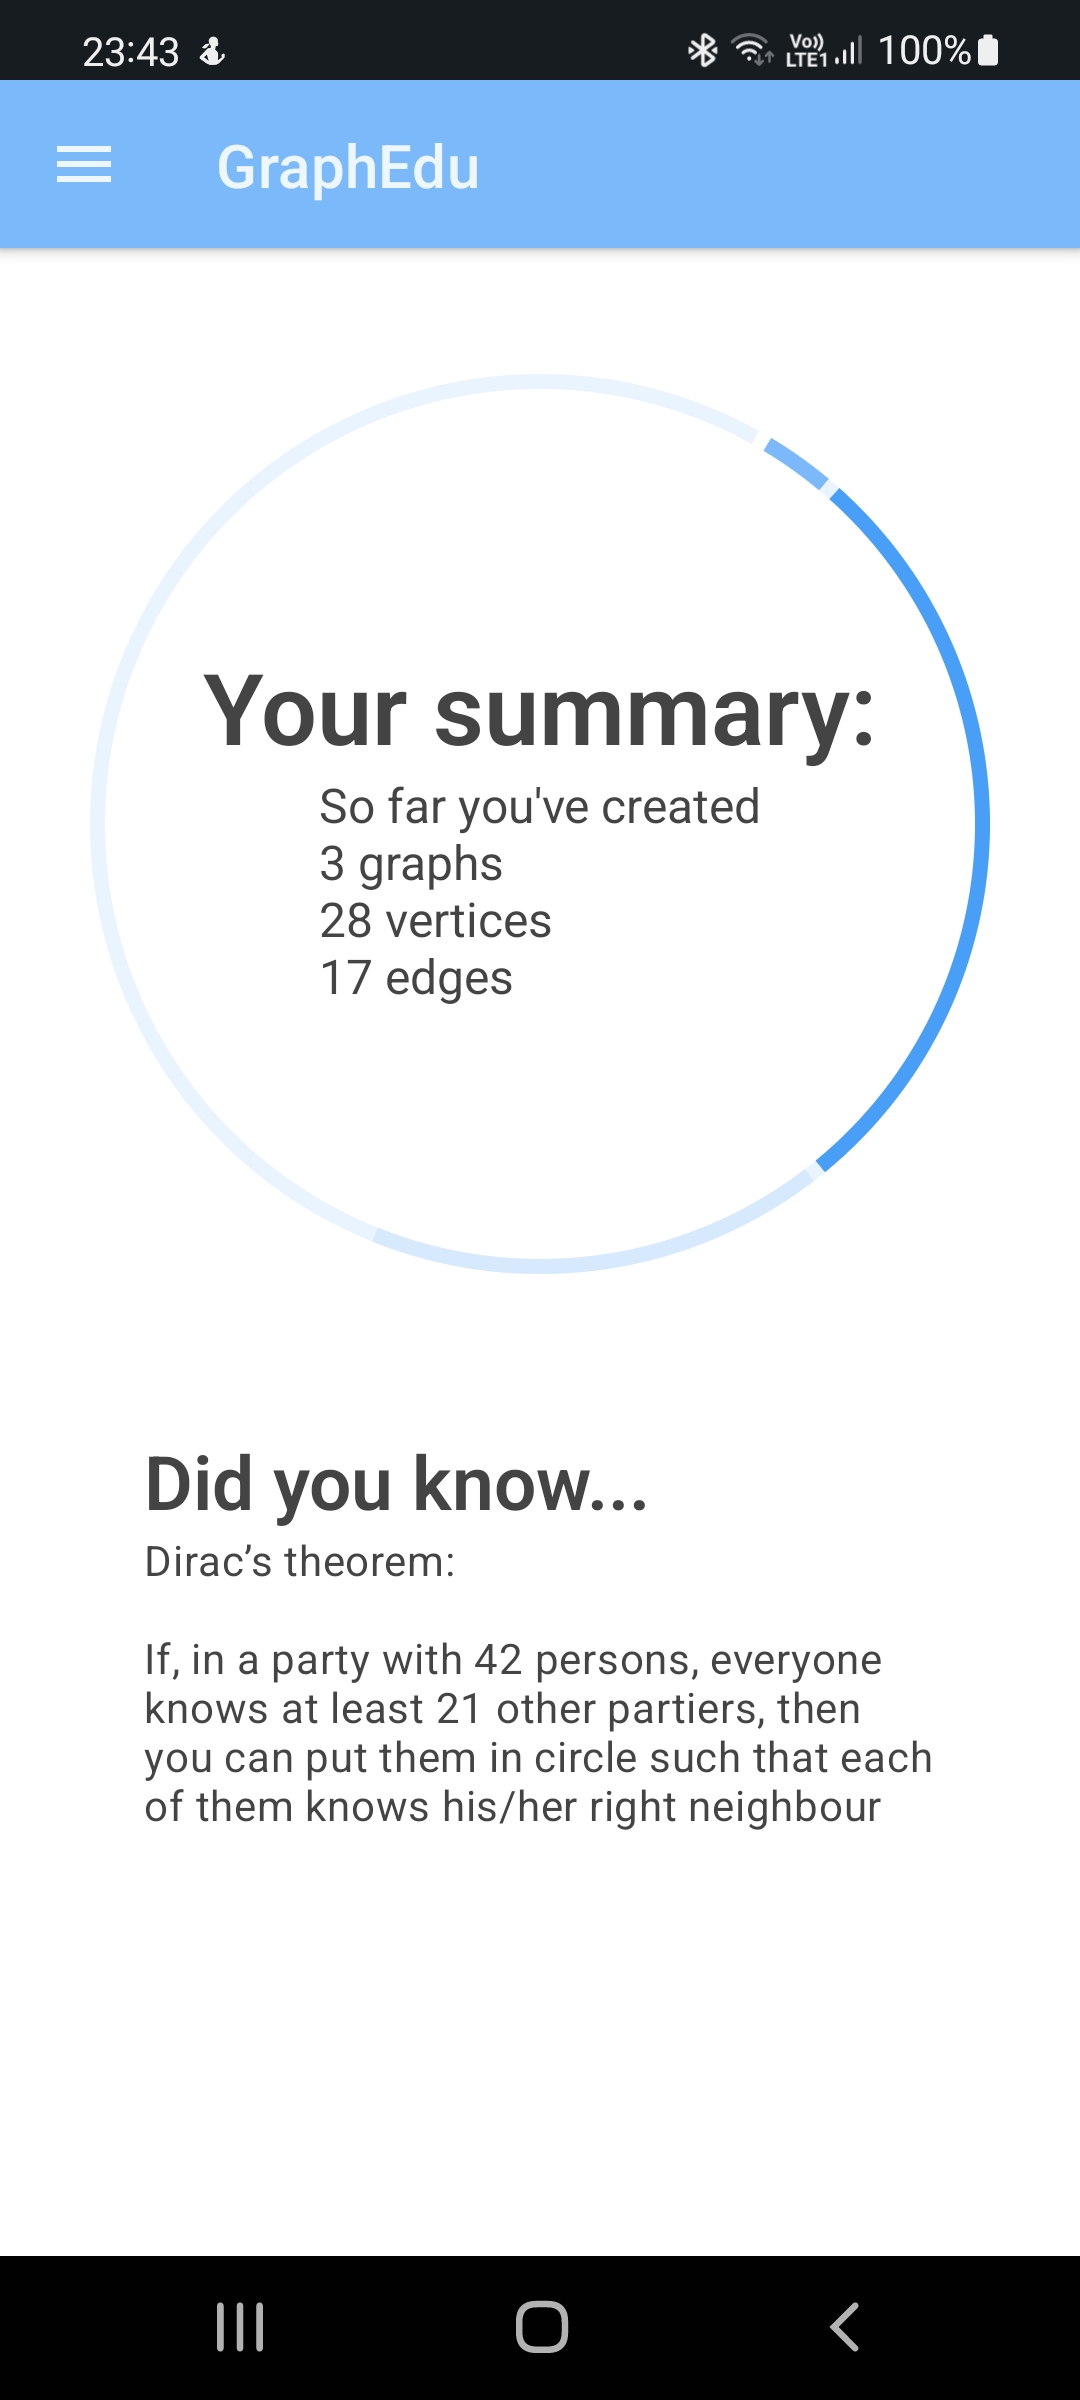 23:43
Vo)) LTE1 100%
GraphEdu
Your summary:
So far you've created
3 graphs
28 vertices
17 edges
Did you know...
Dirac’s theorem:
If, in a party with 42 persons, everyone
knows at least 21 other partiers, then
you can put them in circle such that each
of them knows his/her right neighbour